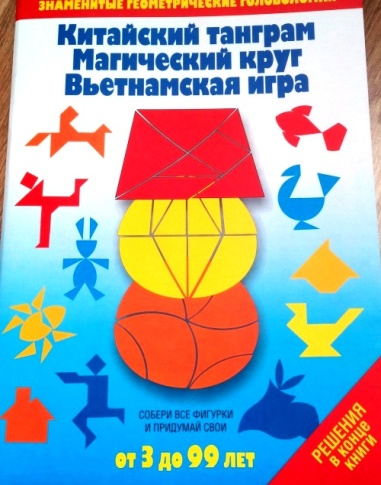 ЗНАМЕНИТЫЕ ГЕОМЕТРИЧЕСКИЕ ГОЛОВОЛОМКИ
Китайский танграм
Магический круг
Вьетнамская игра
СОБЕРИ ВСЕ ФИГУРКИ
И ПРИДУМАЙ СВОИ
от 3 до 99 лет
РЕШЕНИЯ
В КОНЦЕ
КНИГИ